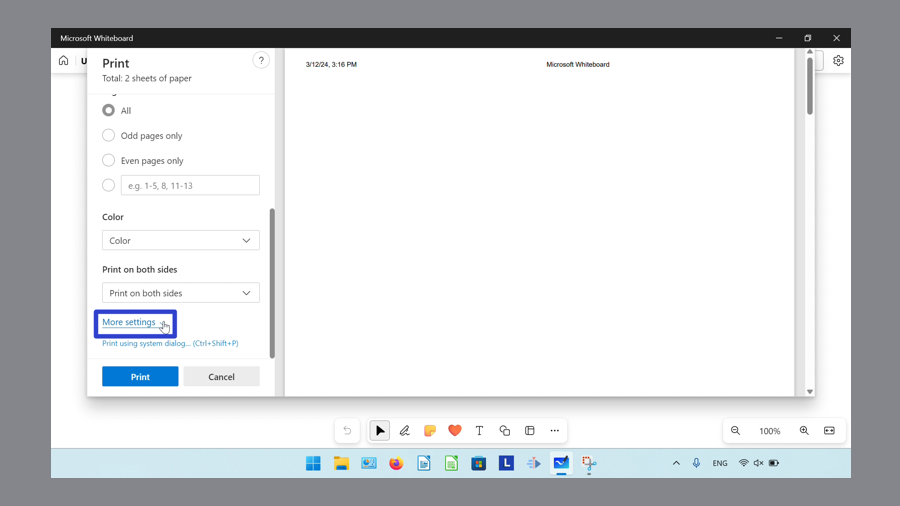 Microsoft Whiteboard
U
Print
?
Total: 2 sheets of paper
All
Odd pages only
Even pages only
e.g. 1-5, 8, 11-13
Color
Color
Print on both sides
Print on both sides
More settings
Print using system dialog... (Ctrl+Shift+P)
Print
Cancel
3/12/24, 3:16 PM
Microsoft Whiteboard
T
100%
L
ENG